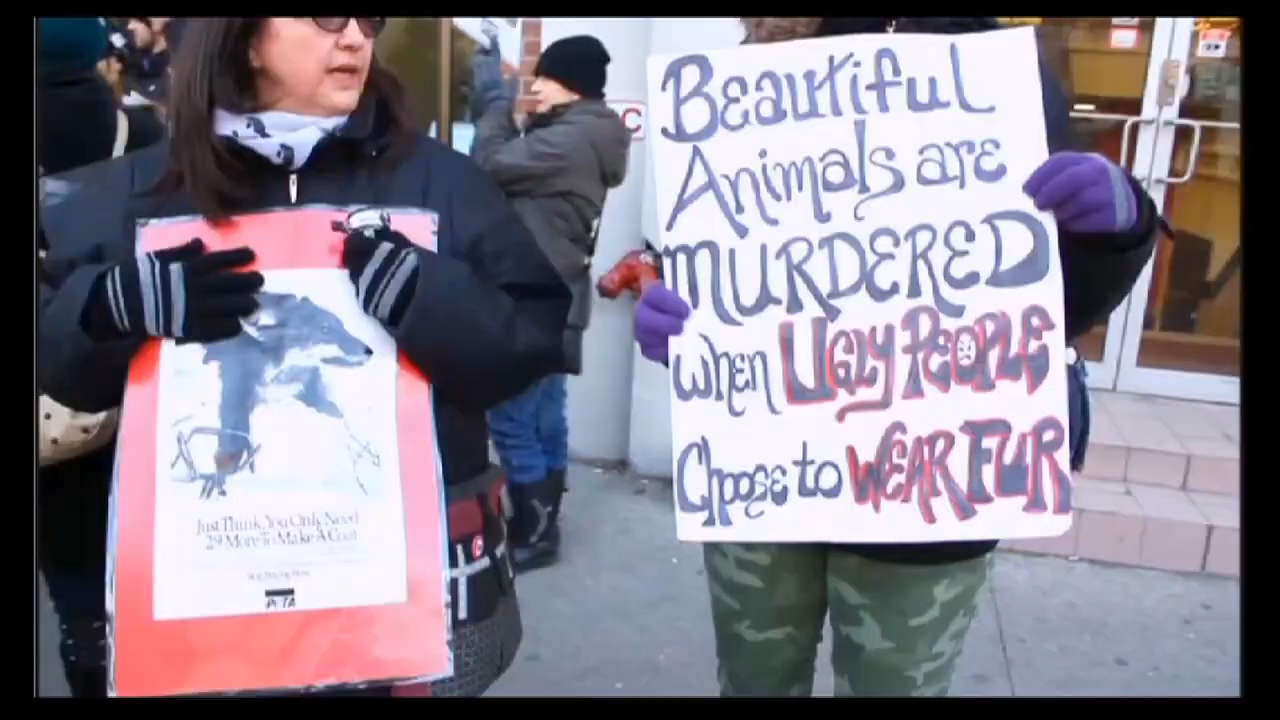 Just Think, You Only Need
29 More To Make A Coat
PETA
C
Beautiful
Animals are
MURDERED
when UGLY PEOPLE
Choose to WEAR FUR